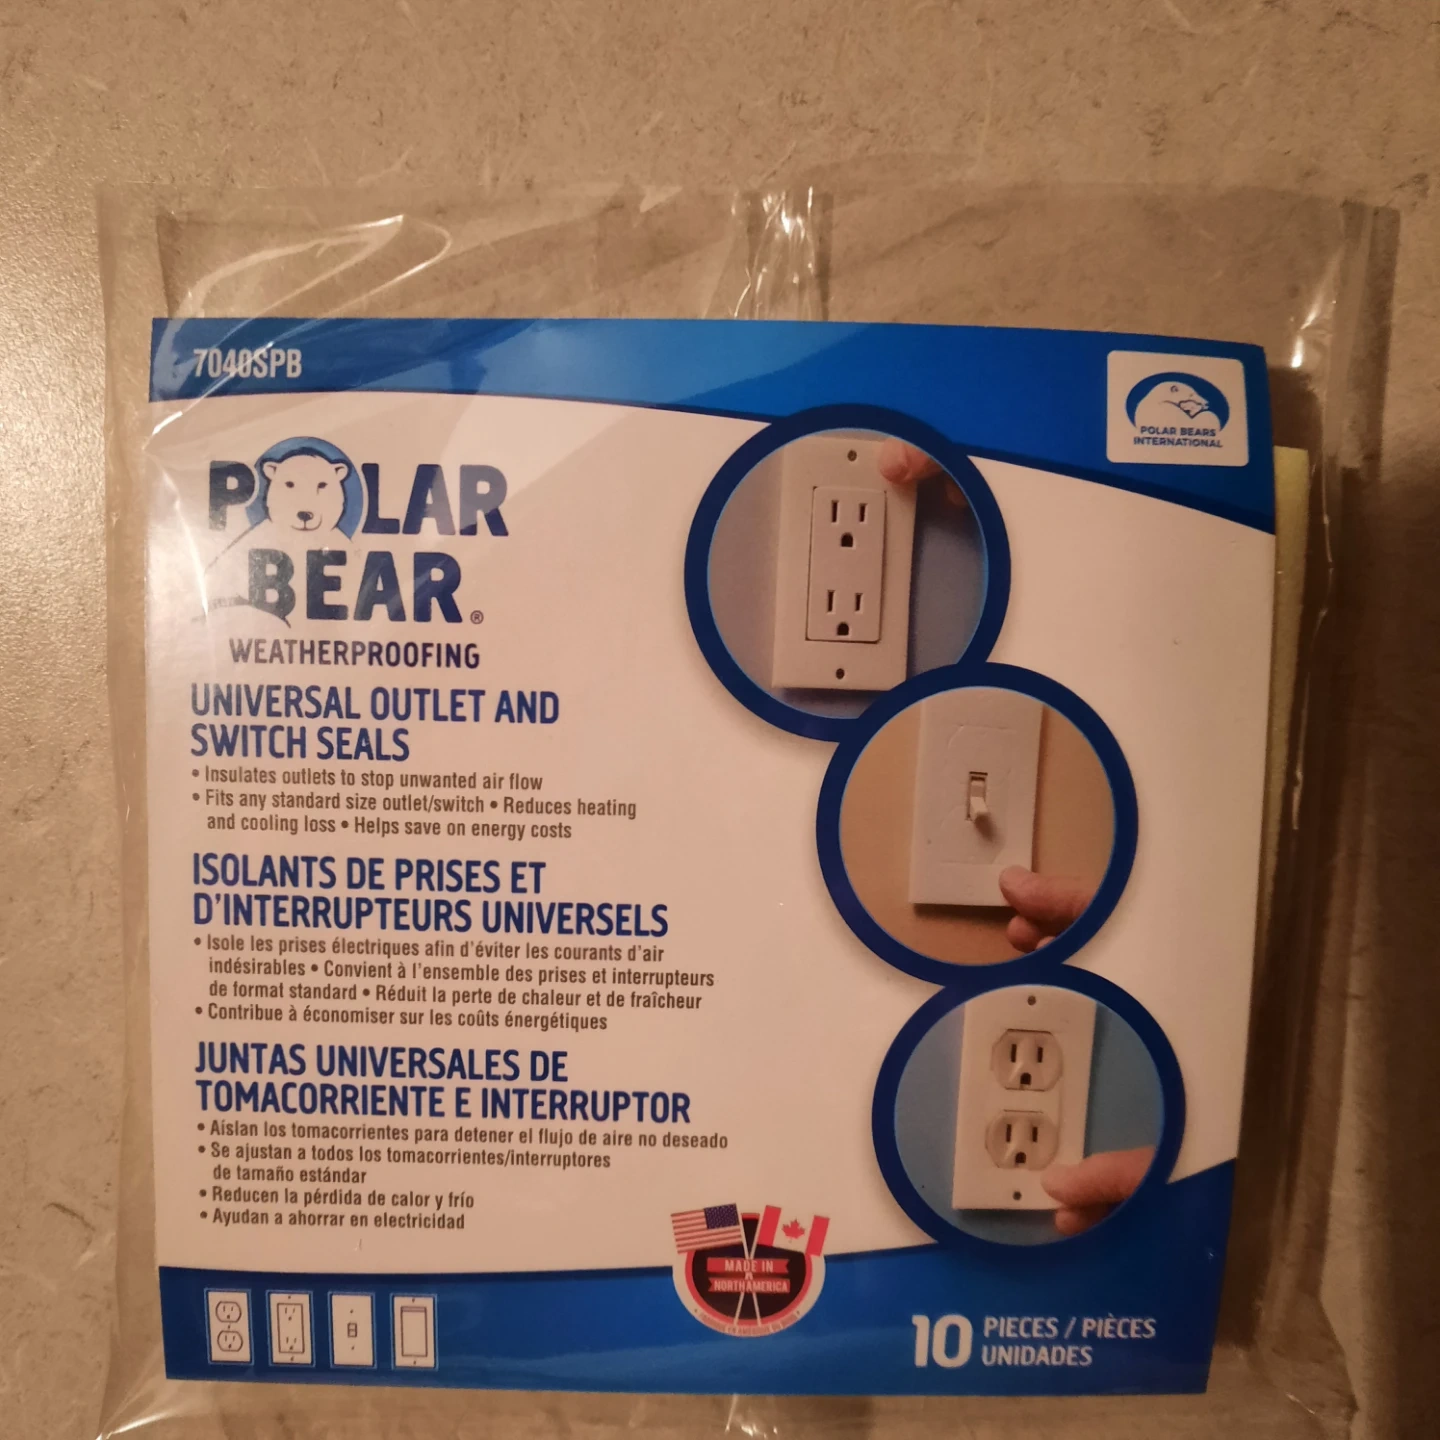 7040SPB
POLAR BEARS
INTERNATIONAL
POLAR
BEAR®
WEATHERPROOFING
UNIVERSAL OUTLET AND
SWITCH SEALS
• Insulates outlets to stop unwanted air flow
• Fits any standard size outlet/switch • Reduces heating
and cooling loss • Helps save on energy costs
ISOLANTS DE PRISES ET
D'INTERRUPTEURS UNIVERSELS
• Isole les prises électriques afin d'éviter les courants d'air
indésirables • Convient à l'ensemble des prises et interrupteurs
de format standard • Réduit la perte de chaleur et de fraîcheur
• Contribue à économiser sur les coûts énergétiques
JUNTAS UNIVERSALES DE
TOMACORRIENTE E INTERRUPTOR
• Aíslan los tomacorrientes para detener el flujo de aire no deseado
• Se ajustan a todos los tomacorrientes/interruptores
de tamaño estándar
• Reducen la pérdida de calor y frío
• Ayudan a ahorrar en electricidad
MADE IN
NORTH AMERICA
10 PIECES / PIÈCES
UNIDADES